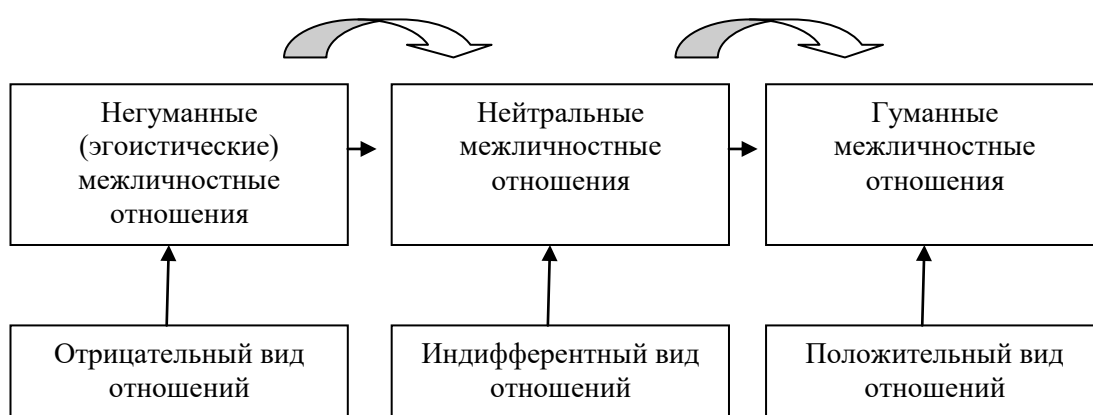 Негуманные
(эгоистические)
межличностные
отношения
Нейтральные
межличностные
отношения
Гуманные
межличностные
отношения
Отрицательный вид
отношений
Индифферентный вид
отношений
Положительный вид
отношений